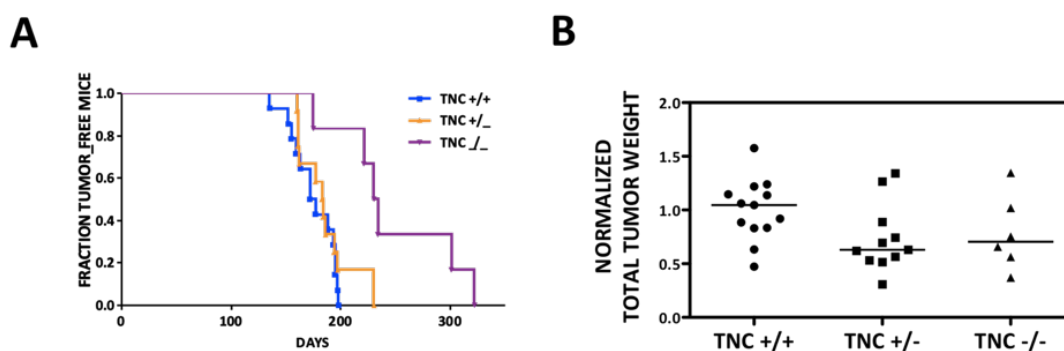 A
FRACTION TUMOR_FREE MICE
1.0
0.8
0.6
0.4
0.2
0.0
0
100
200
300
DAYS
TNC +/+
TNC +/_
TNC _/_
B
NORMALIZED
TOTAL TUMOR WEIGHT
2.0
1.5
1.0
0.5
0.0
TNC +/+
TNC +/-
TNC -/-